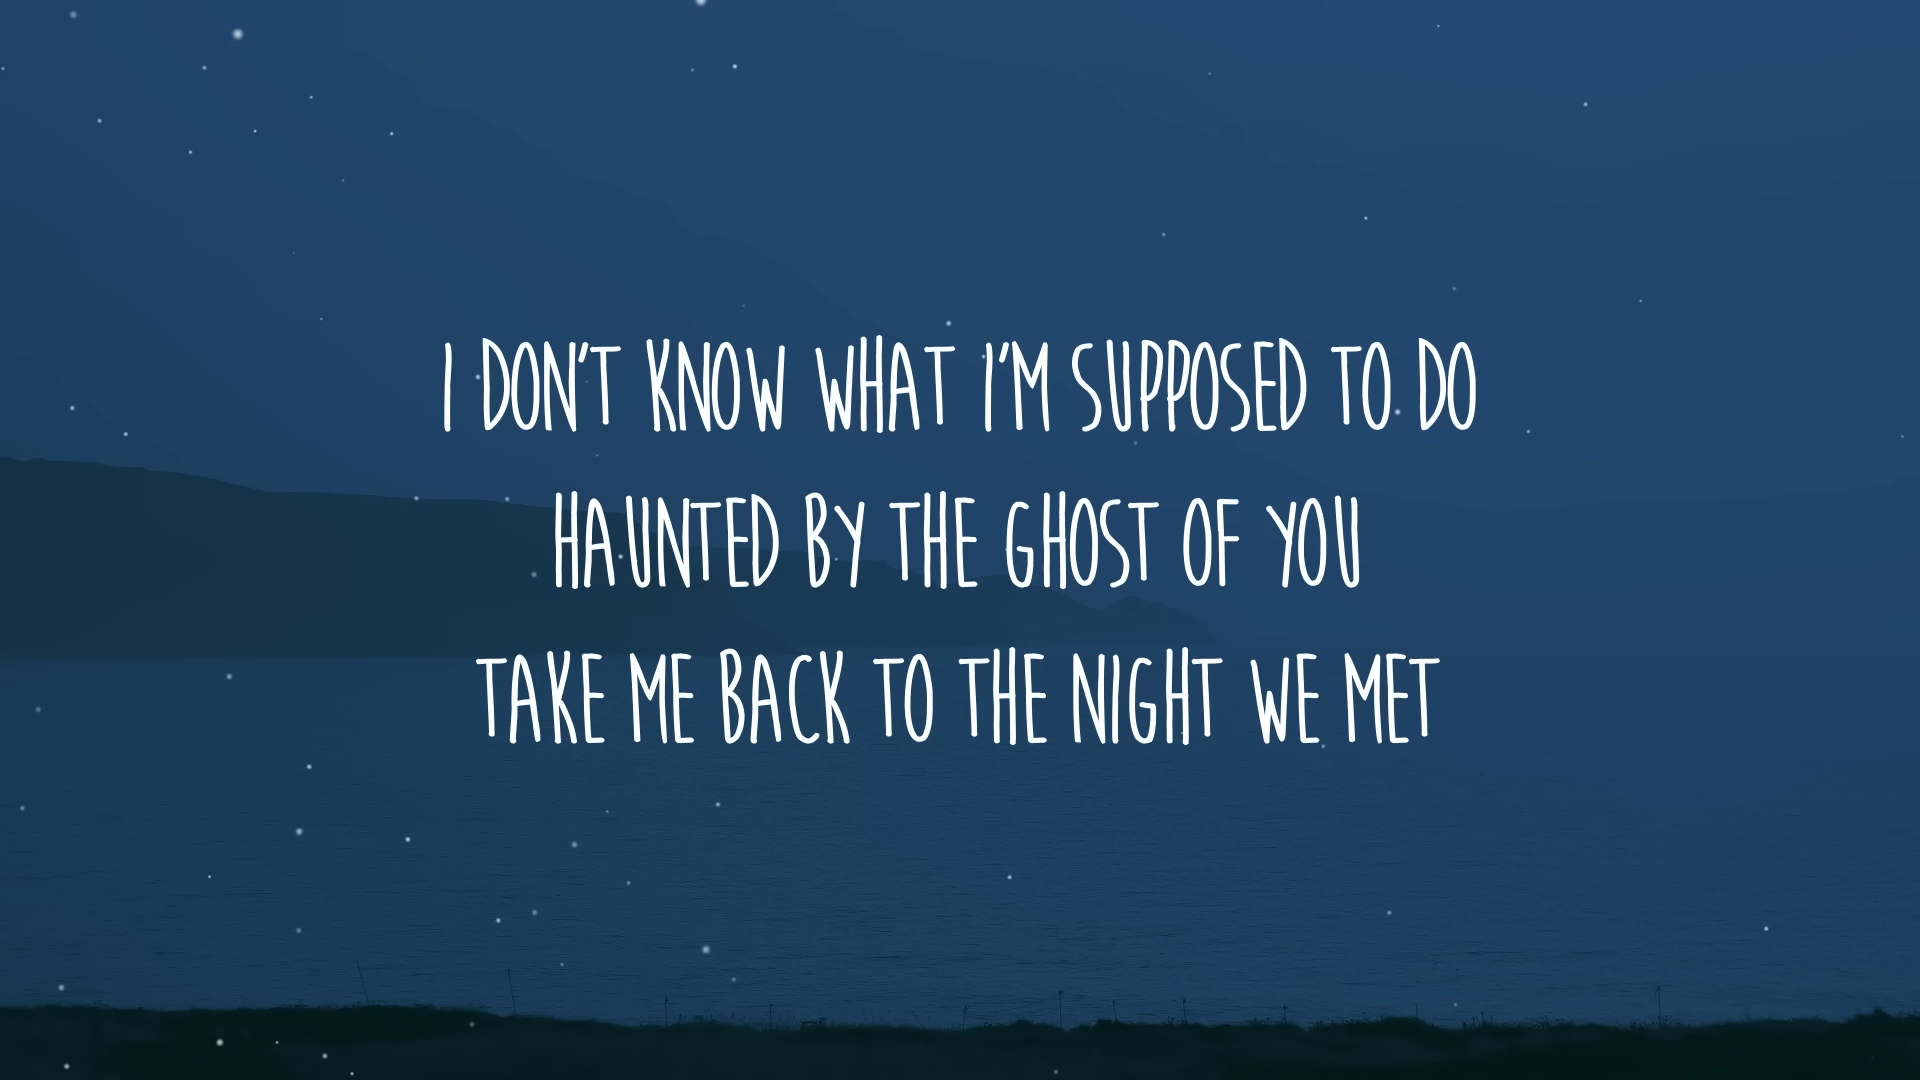 I DON'T KNOW WHAT I'M SUPPOSED TO DO
HAUNTED BY THE GHOST OF YOU
TAKE ME BACK TO THE NIGHT WE MET